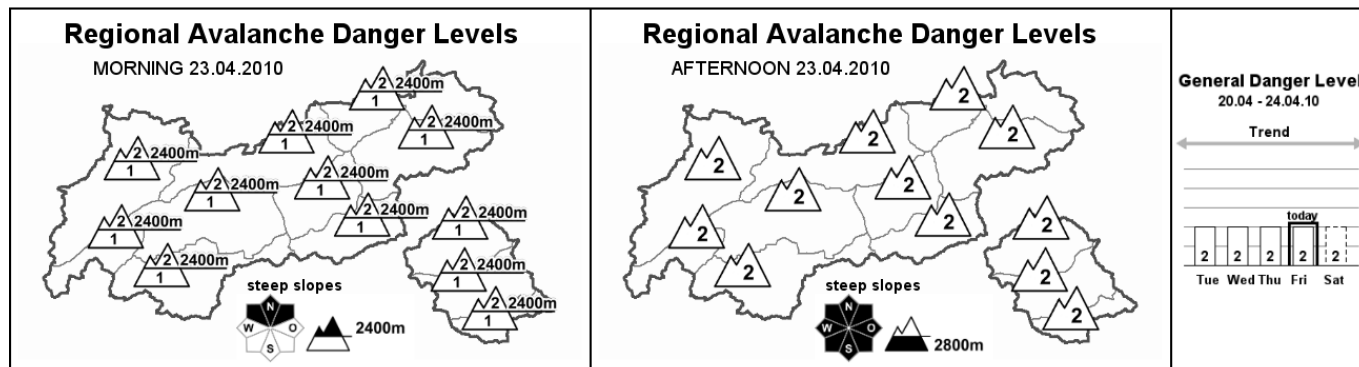 Regional Avalanche Danger Levels
MORNING 23.04.2010
2 2400m
1
2 2400m
1
2 2400m
1
2 2400m
1
2 2400m
1
2 2400m
1
2 2400m
1
2 2400m
1
2 2400m
1
2 2400m
1
2 2400m
1
2 2400m
1
steep slopes
N
W O
S
2400m
Regional Avalanche Danger Levels
AFTERNOON 23.04.2010
2
2
2
2
2
2
2
2
2
2
2
2
steep slopes
N
W O
S
2800m
General Danger Level
20.04 - 24.04.10
Trend
today
2 2 2 2 2
Tue Wed Thu Fri Sat